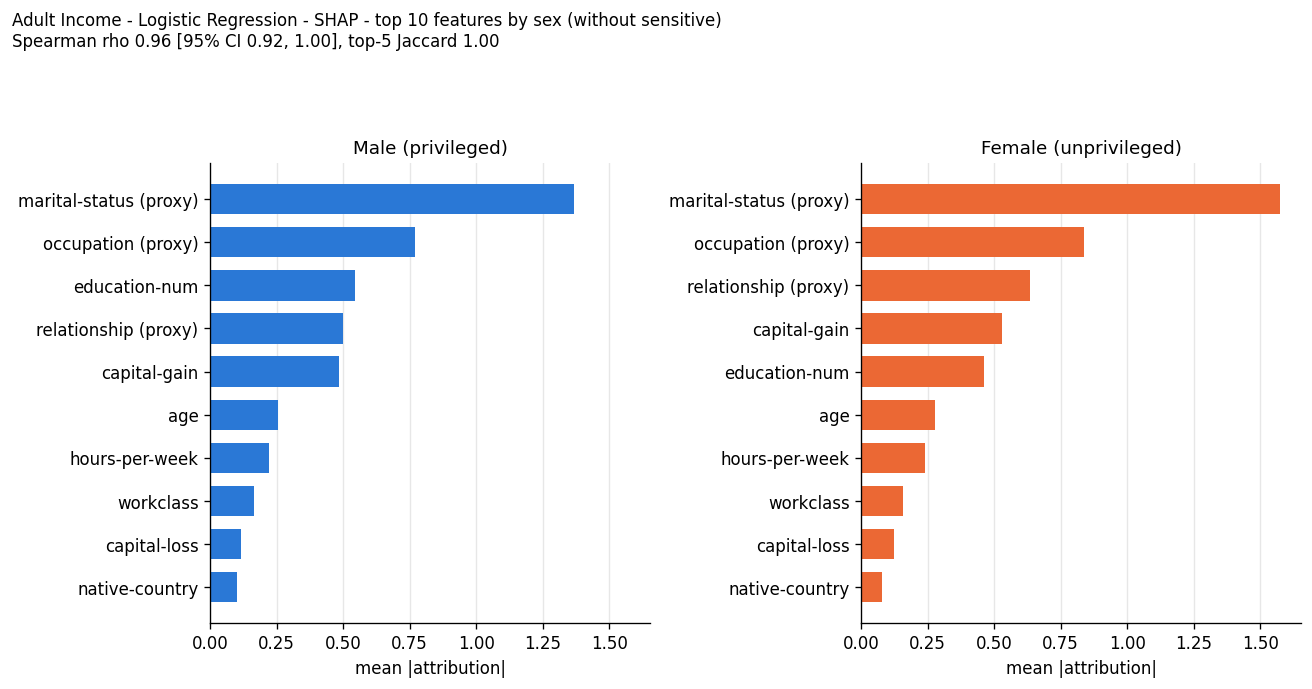 Adult Income - Logistic Regression - SHAP - top 10 features by sex (without sensitive)
Spearman rho 0.96 [95% CI 0.92, 1.00], top-5 Jaccard 1.00
Male (privileged)
marital-status (proxy)
occupation (proxy)
education-num
relationship (proxy)
capital-gain
age
hours-per-week
workclass
capital-loss
native-country
0.00 0.25 0.50 0.75 1.00 1.25 1.50
mean |attribution|
Female (unprivileged)
marital-status (proxy)
occupation (proxy)
relationship (proxy)
capital-gain
education-num
age
hours-per-week
workclass
capital-loss
native-country
0.00 0.25 0.50 0.75 1.00 1.25 1.50
mean |attribution|